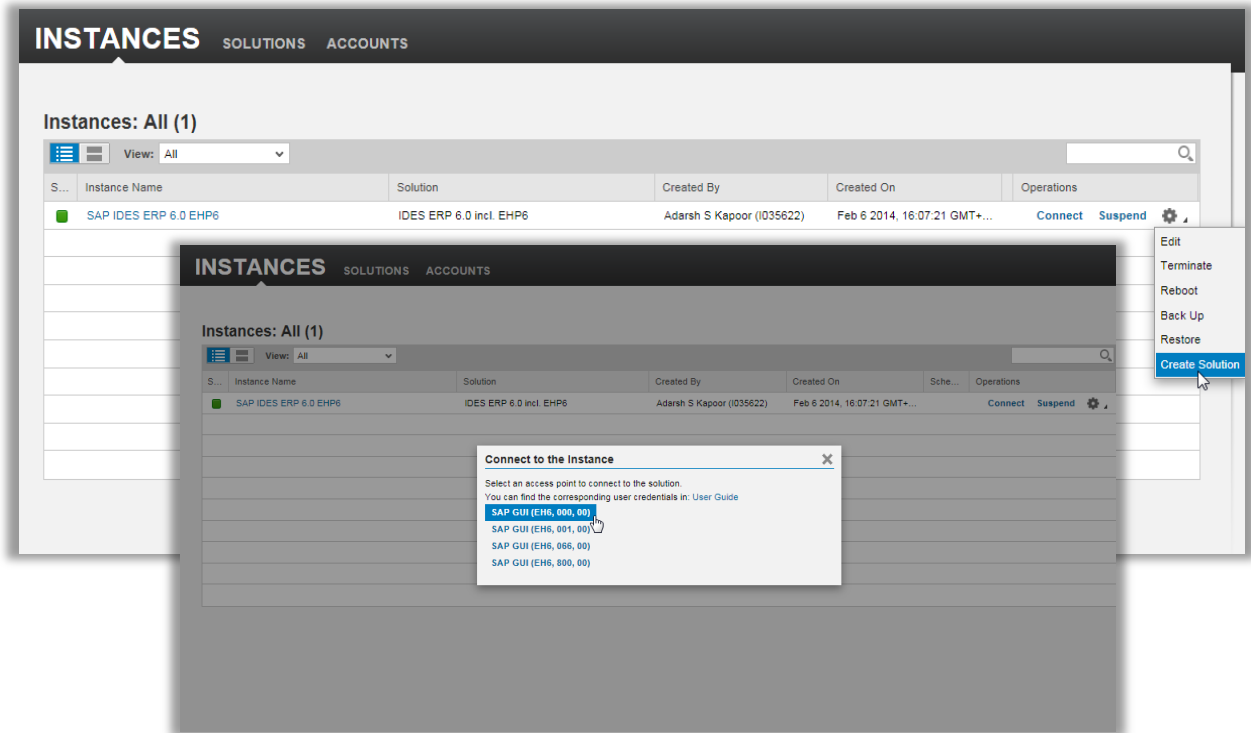 INSTANCES SOLUTIONS ACCOUNTS
Instances: All (1)
View: All
S... Instance Name Solution Created By Created On Operations
SAP IDES ERP 6.0 EHP6 IDES ERP 6.0 incl. EHP6 Adarsh S Kapoor (I035622) Feb 6 2014, 16:07:21 GMT+... Connect Suspend
Edit
Terminate
Reboot
Back Up
Restore
Create Solution
INSTANCES SOLUTIONS ACCOUNTS
Instances: All (1)
View: All
S... Instance Name Solution Created By Created On Sche... Operations
SAP IDES ERP 6.0 EHP6 IDES ERP 6.0 incl. EHP6 Adarsh S Kapoor (I035622) Feb 6 2014, 16:07:21 GMT+... Connect Suspend
Connect to the Instance
Select an access point to connect to the solution.
You can find the corresponding user credentials in: User Guide
SAP GUI (EH6, 000, 00)
SAP GUI (EH6, 001, 00)
SAP GUI (EH6, 066, 00)
SAP GUI (EH6, 800, 00)